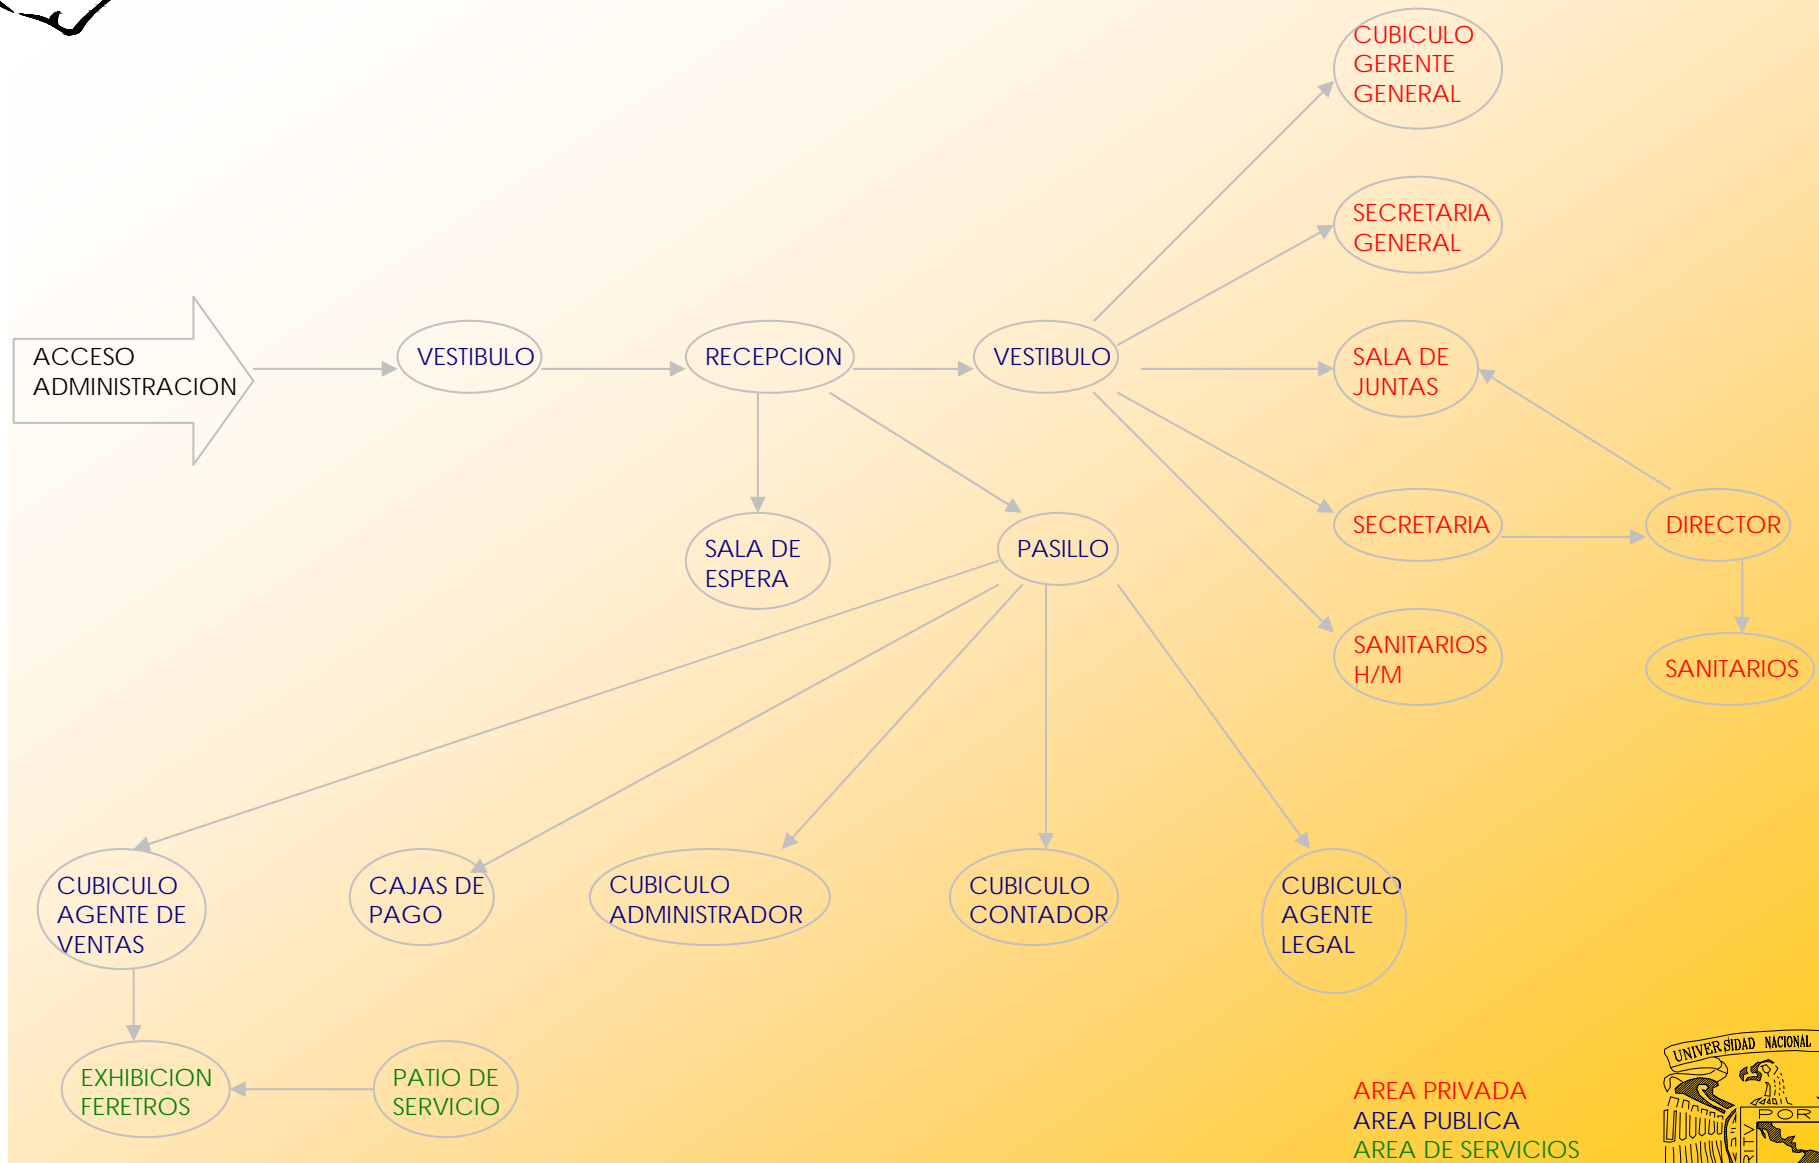 CUBICULO
GERENTE
GENERAL
SECRETARIA
GENERAL
ACCESO
ADMINISTRACION
VESTIBULO
RECEPCION
VESTIBULO
SALA DE
JUNTAS
SALA DE
ESPERA
PASILLO
SECRETARIA
DIRECTOR
SANITARIOS
H/M
SANITARIOS
CUBICULO
AGENTE DE
VENTAS
CAJAS DE
PAGO
CUBICULO
ADMINISTRADOR
CUBICULO
CONTADOR
CUBICULO
AGENTE
LEGAL
EXHIBICION
FERETROS
PATIO DE
SERVICIO
AREA PRIVADA
AREA PUBLICA
AREA DE SERVICIOS
UNIVERSIDAD NACIONAL
POR